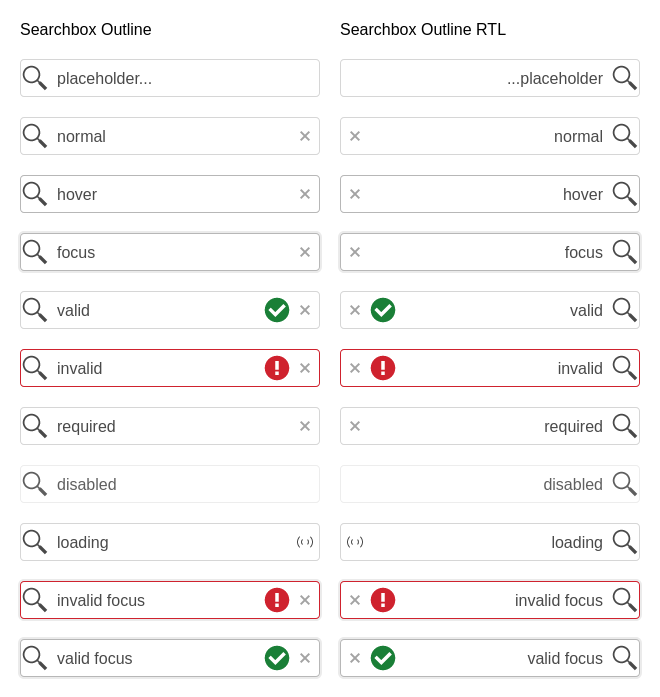 Searchbox Outline
placeholder...
normal
hover
focus
valid
invalid
required
disabled
loading
invalid focus
valid focus
Searchbox Outline RTL
...placeholder
normal
hover
focus
valid
invalid
required
disabled
loading
invalid focus
valid focus